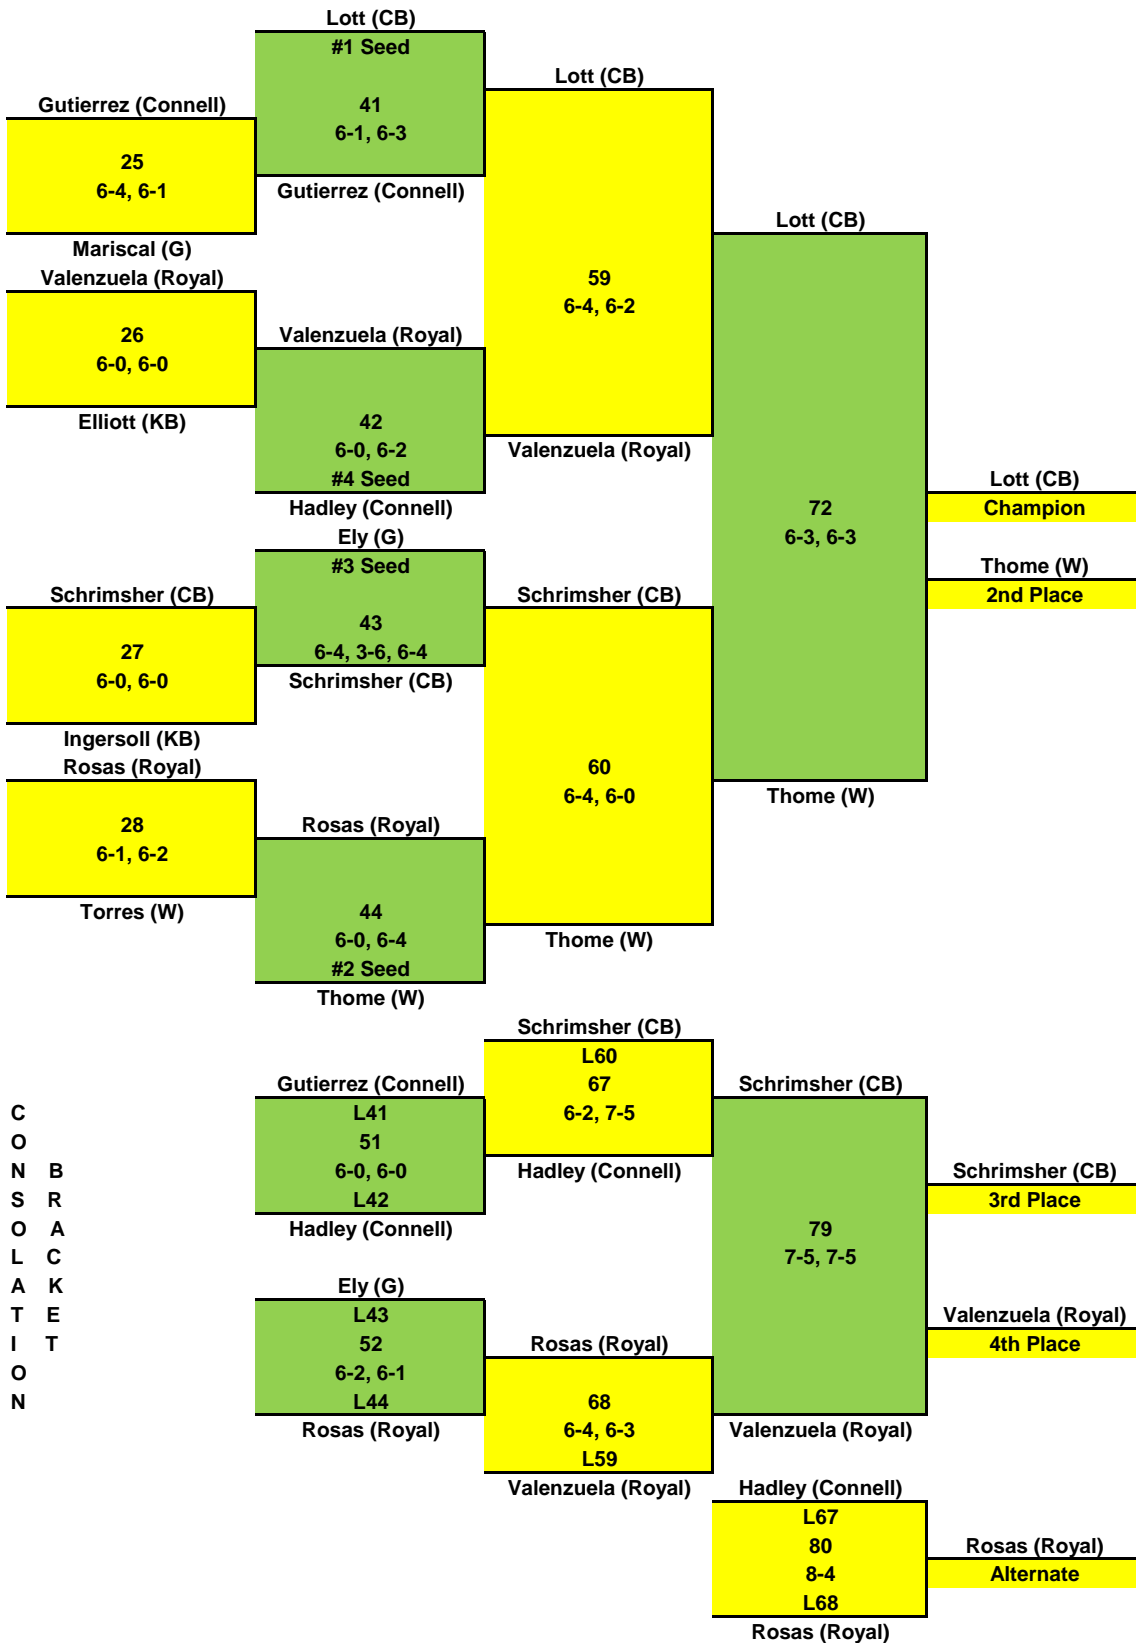 Lott (CB)
#1 Seed
Lott (CB)
Gutierrez (Connell)
41
6-1, 6-3
25
6-4, 6-1
Gutierrez (Connell)
Lott (CB)
Mariscal (G)
Valenzuela (Royal)
59
6-4, 6-2
26
6-0, 6-0
Valenzuela (Royal)
Elliott (KB)
42
6-0, 6-2
#4 Seed
Valenzuela (Royal)
Hadley (Connell)
Lott (CB)
Champion
72
6-3, 6-3
Ely (G)
#3 Seed
Thome (W)
2nd Place
Schrimsher (CB)
Schrimsher (CB)
43
6-4, 3-6, 6-4
27
6-0, 6-0
Schrimsher (CB)
Ingersoll (KB)
Rosas (Royal)
60
6-4, 6-0
Thome (W)
28
6-1, 6-2
Rosas (Royal)
Torres (W)
44
6-0, 6-4
#2 Seed
Thome (W)
Thome (W)
Schrimsher (CB)
L60
67
6-2, 7-5
Gutierrez (Connell)
L41
51
6-0, 6-0
L42
Schrimsher (CB)
Hadley (Connell)
Hadley (Connell)
C
O
N B
S R
O A
L C
A K
T E
I T
O
N
Schrimsher (CB)
3rd Place
79
7-5, 7-5
Ely (G)
L43
52
6-2, 6-1
L44
Valenzuela (Royal)
4th Place
Rosas (Royal)
Rosas (Royal)
68
6-4, 6-3
L59
Valenzuela (Royal)
Valenzuela (Royal)
Hadley (Connell)
L67
80
8-4
L68
Rosas (Royal)
Alternate
Rosas (Royal)